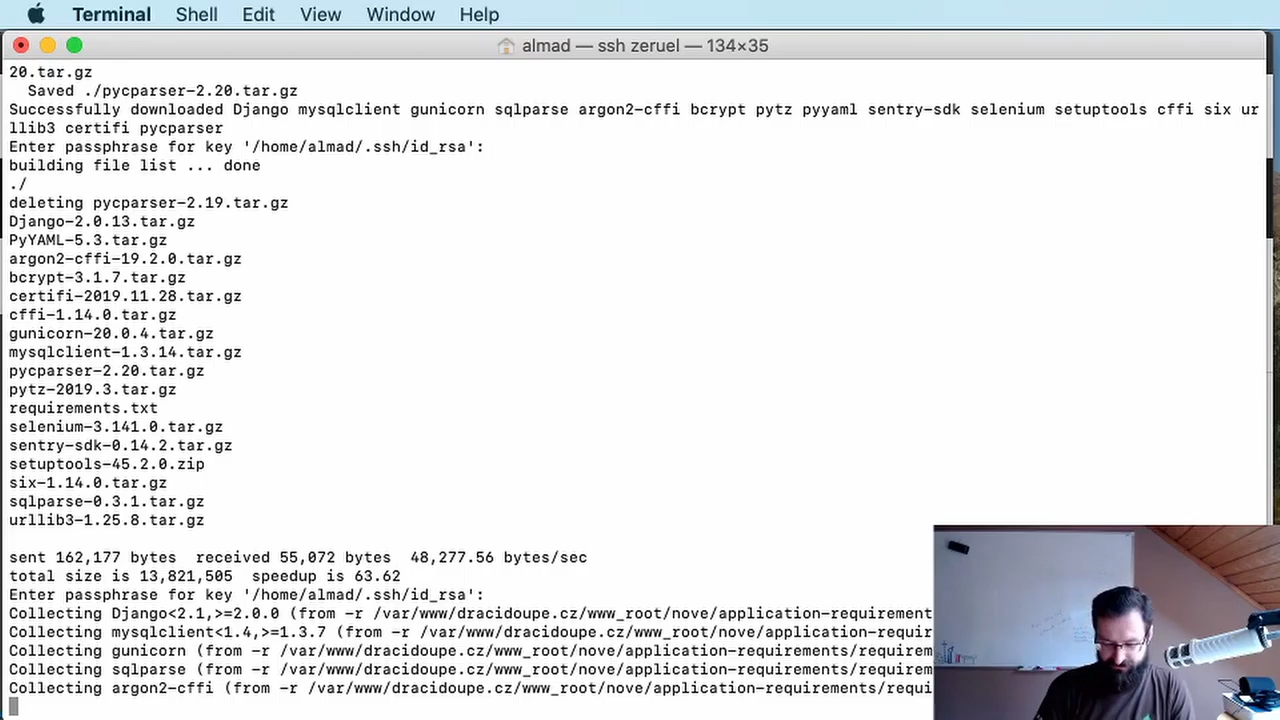 Terminal Shell Edit View Window Help
almad — ssh zeruel — 134×35
20.tar.gz
Saved ./pycparser-2.20.tar.gz
Successfully downloaded Django mysqlclient gunicorn sqlparse argon2-cffi bcrypt pytz pyyaml sentry-sdk selenium setuptools cffi six ur
llib3 certifi pycparser
Enter passphrase for key '/home/almad/.ssh/id_rsa':
building file list ... done
./
deleting pycparser-2.19.tar.gz
Django-2.0.13.tar.gz
PyYAML-5.3.tar.gz
argon2-cffi-19.2.0.tar.gz
bcrypt-3.1.7.tar.gz
certifi-2019.11.28.tar.gz
cffi-1.14.0.tar.gz
gunicorn-20.0.4.tar.gz
mysqlclient-1.3.14.tar.gz
pycparser-2.20.tar.gz
pytz-2019.3.tar.gz
requirements.txt
selenium-3.141.0.tar.gz
sentry-sdk-0.14.2.tar.gz
setuptools-45.2.0.zip
six-1.14.0.tar.gz
sqlparse-0.3.1.tar.gz
urllib3-1.25.8.tar.gz
sent 162,177 bytes received 55,072 bytes 48,277.56 bytes/sec
total size is 13,821,505 speedup is 63.62
Enter passphrase for key '/home/almad/.ssh/id_rsa':
Collecting Django<2.1,>=2.0.0 (from -r /var/www/dracidoupe.cz/www_root/nove/application-requirement
Collecting mysqlclient<1.4,>=1.3.7 (from -r /var/www/dracidoupe.cz/www_root/nove/application-requir
Collecting gunicorn (from -r /var/www/dracidoupe.cz/www_root/nove/application-requirem
Collecting sqlparse (from -r /var/www/dracidoupe.cz/www_root/nove/application-requirem
Collecting argon2-cffi (from -r /var/www/dracidoupe.cz/www_root/nove/application-requi